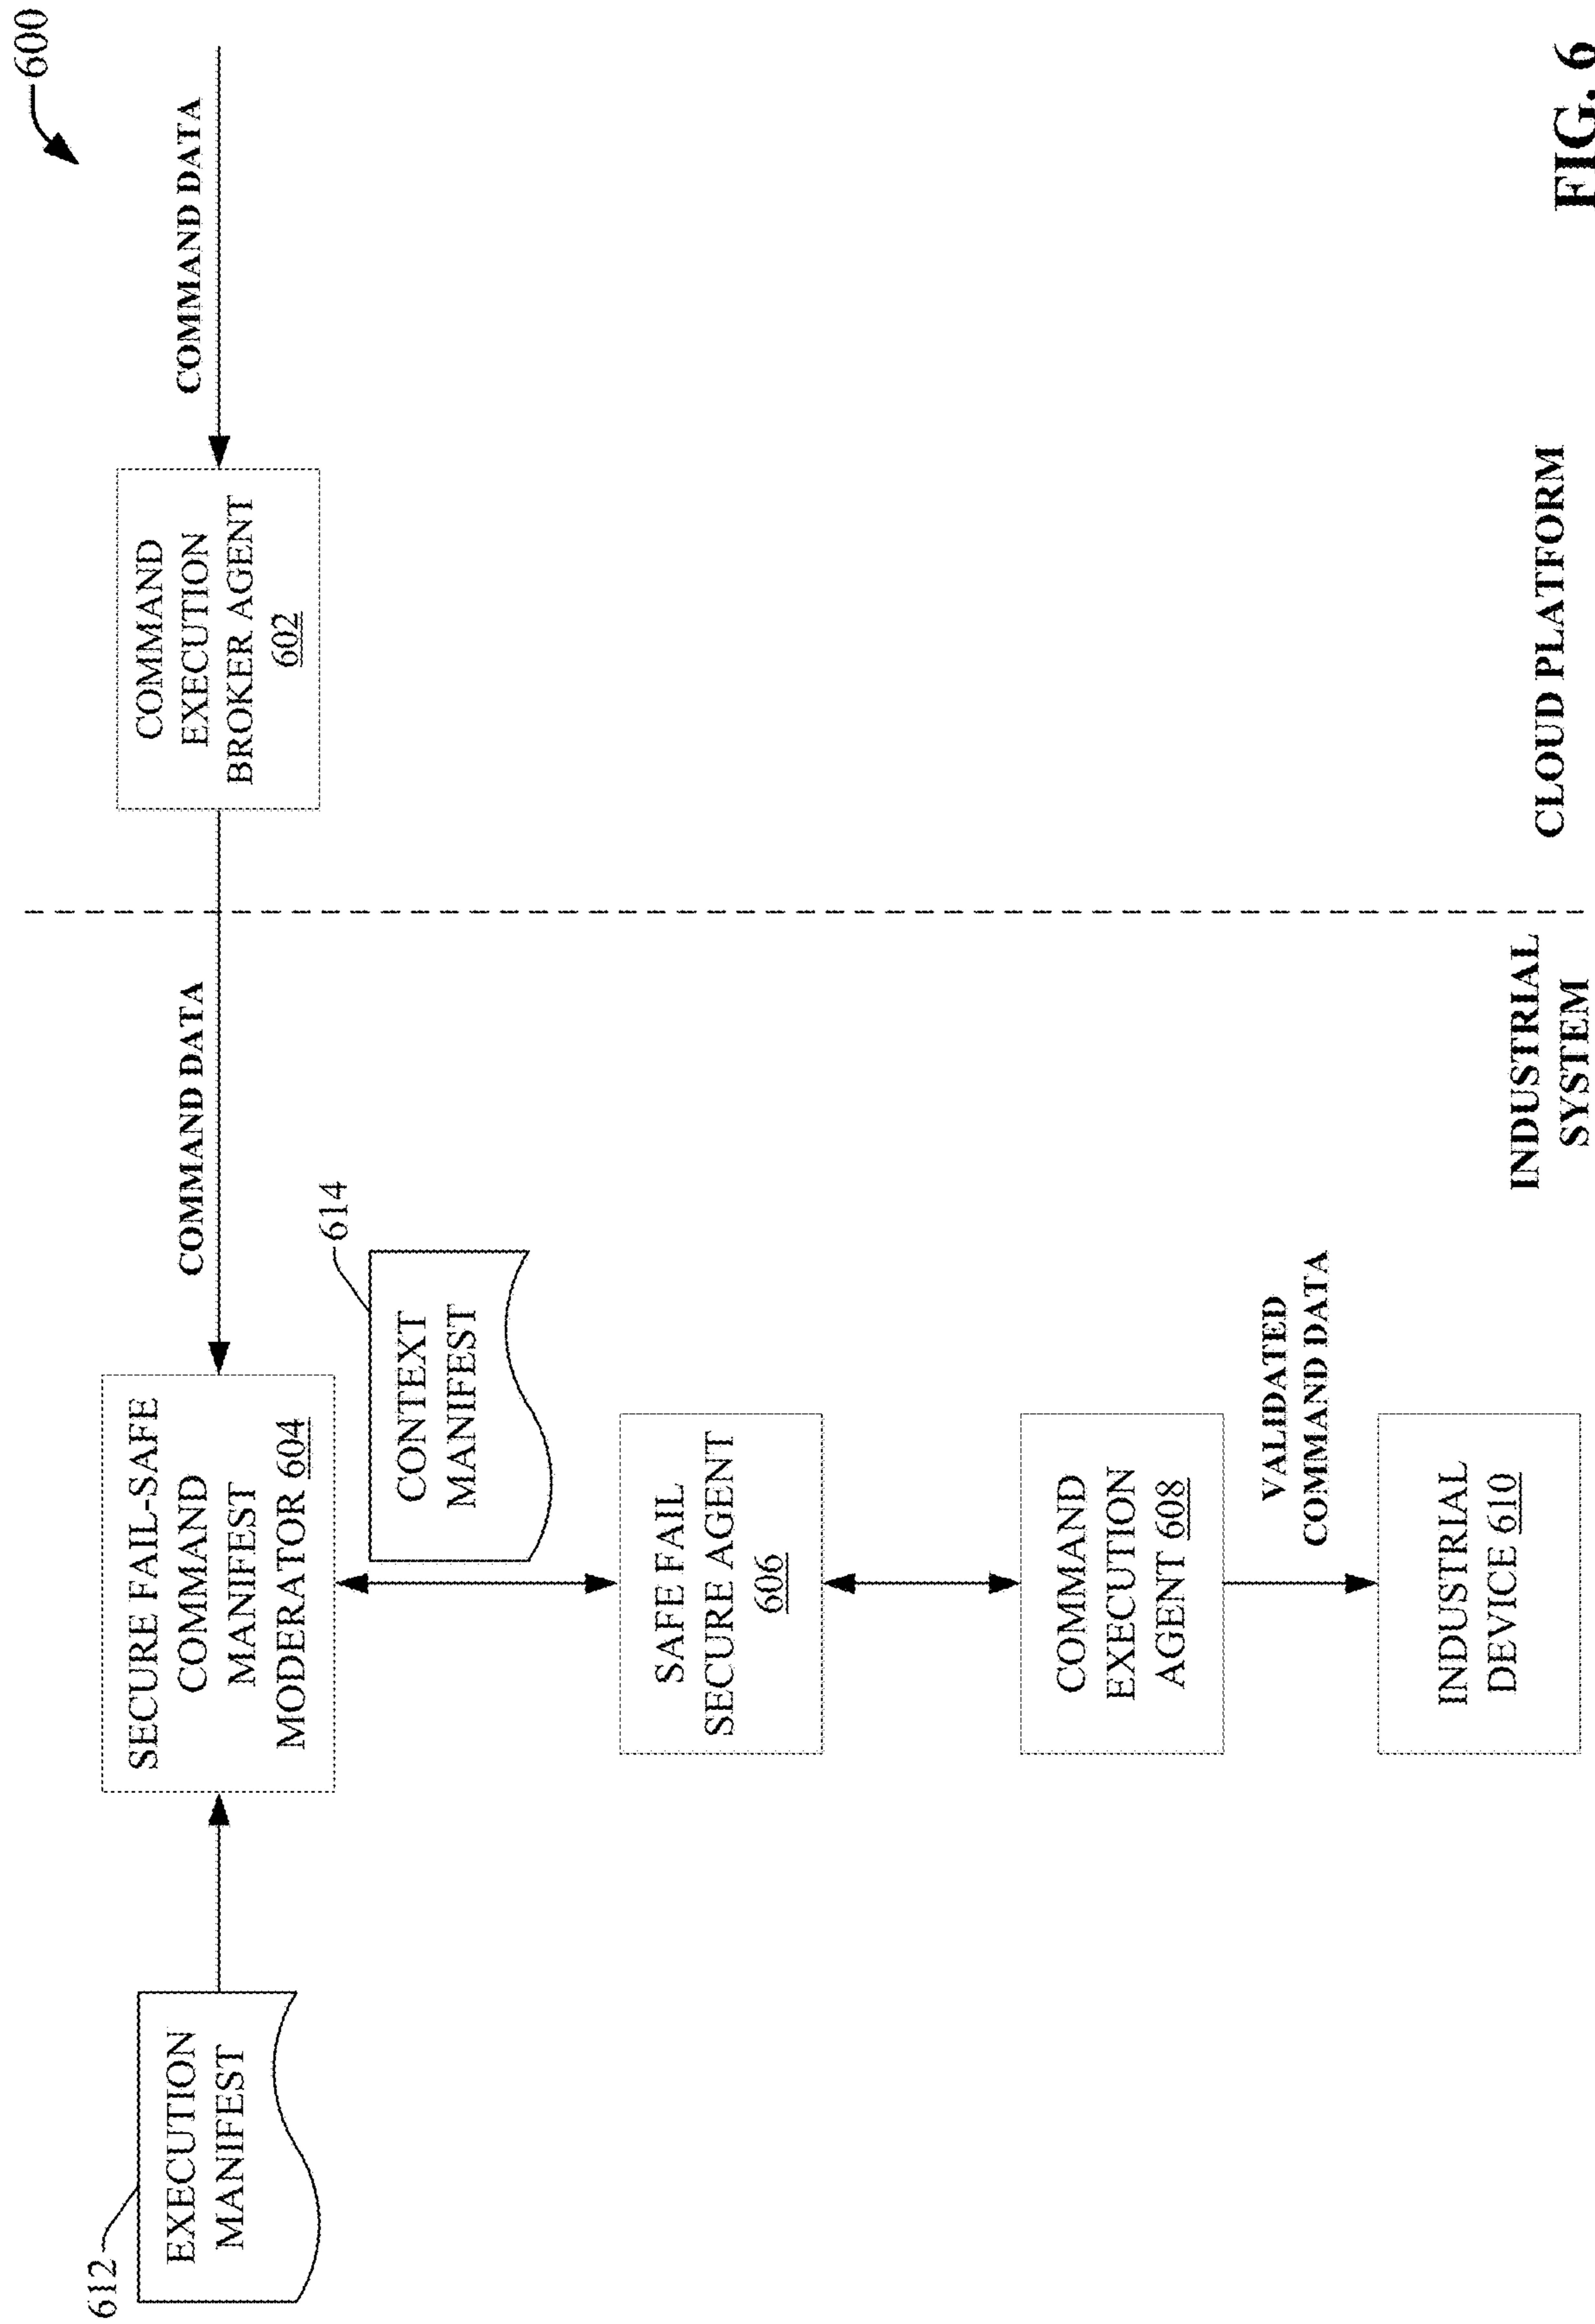 600
612
EXECUTION
MANIFEST
SECURE FAIL-SAFE
COMMAND
MANIFEST
MODERATOR 604
COMMAND DATA
COMMAND
EXECUTION
BROKER AGENT
602
COMMAND DATA
614
CONTEXT
MANIFEST
SAFE FAIL
SECURE AGENT
606
COMMAND
EXECUTION
AGENT 608
VALIDATED
COMMAND DATA
INDUSTRIAL
DEVICE 610
INDUSTRIAL
SYSTEM
CLOUD PLATFORM
FIG. 6